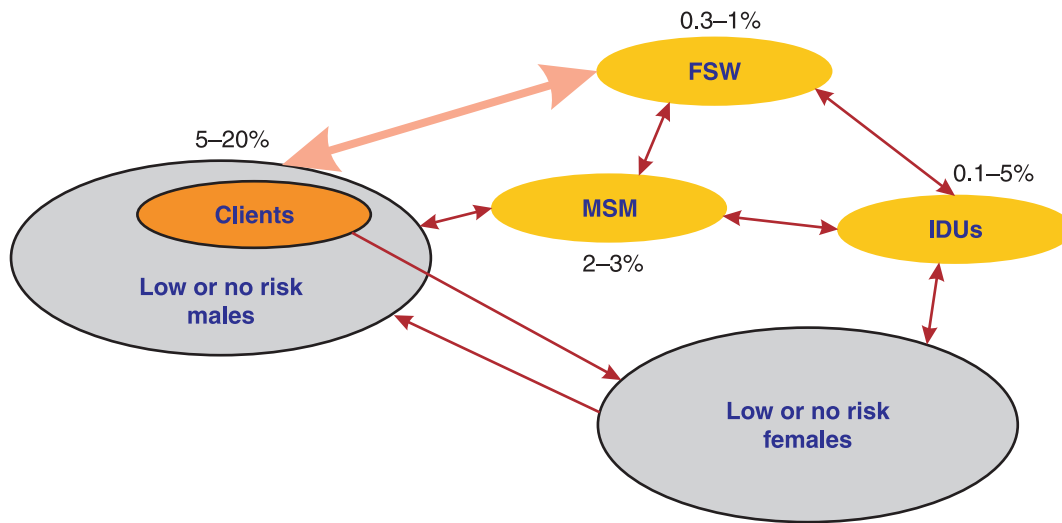 0.3–1%
FSW
5–20%
0.1–5%
Clients
MSM
IDUs
2–3%
Low or no risk
males
Low or no risk
females